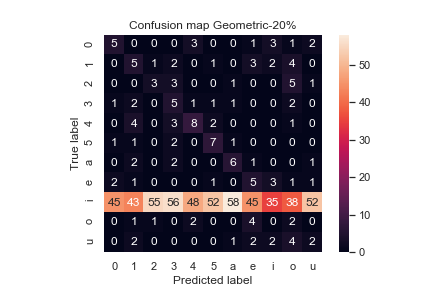 Confusion map Geometric-20%
0 5 0 0 0 3 0 0 1 3 1 2
1 0 5 1 2 0 1 0 3 2 4 0
2 0 0 3 3 0 0 1 0 0 5 1
3 1 2 0 5 1 1 0 0 0 2 0
4 0 4 0 3 8 2 0 0 0 1 0
5 1 1 0 2 0 7 1 0 0 0 0
a 0 2 0 2 0 0 6 1 0 0 1
e 2 1 0 0 0 1 0 5 3 1 1
i 45 43 55 56 48 52 58 45 35 38 52
o 0 1 1 0 2 0 0 4 0 2 0
u 0 2 0 0 0 0 1 2 2 4 2
0 1 2 3 4 5 a e i o u
Predicted label
True label
50
40
30
20
10
0